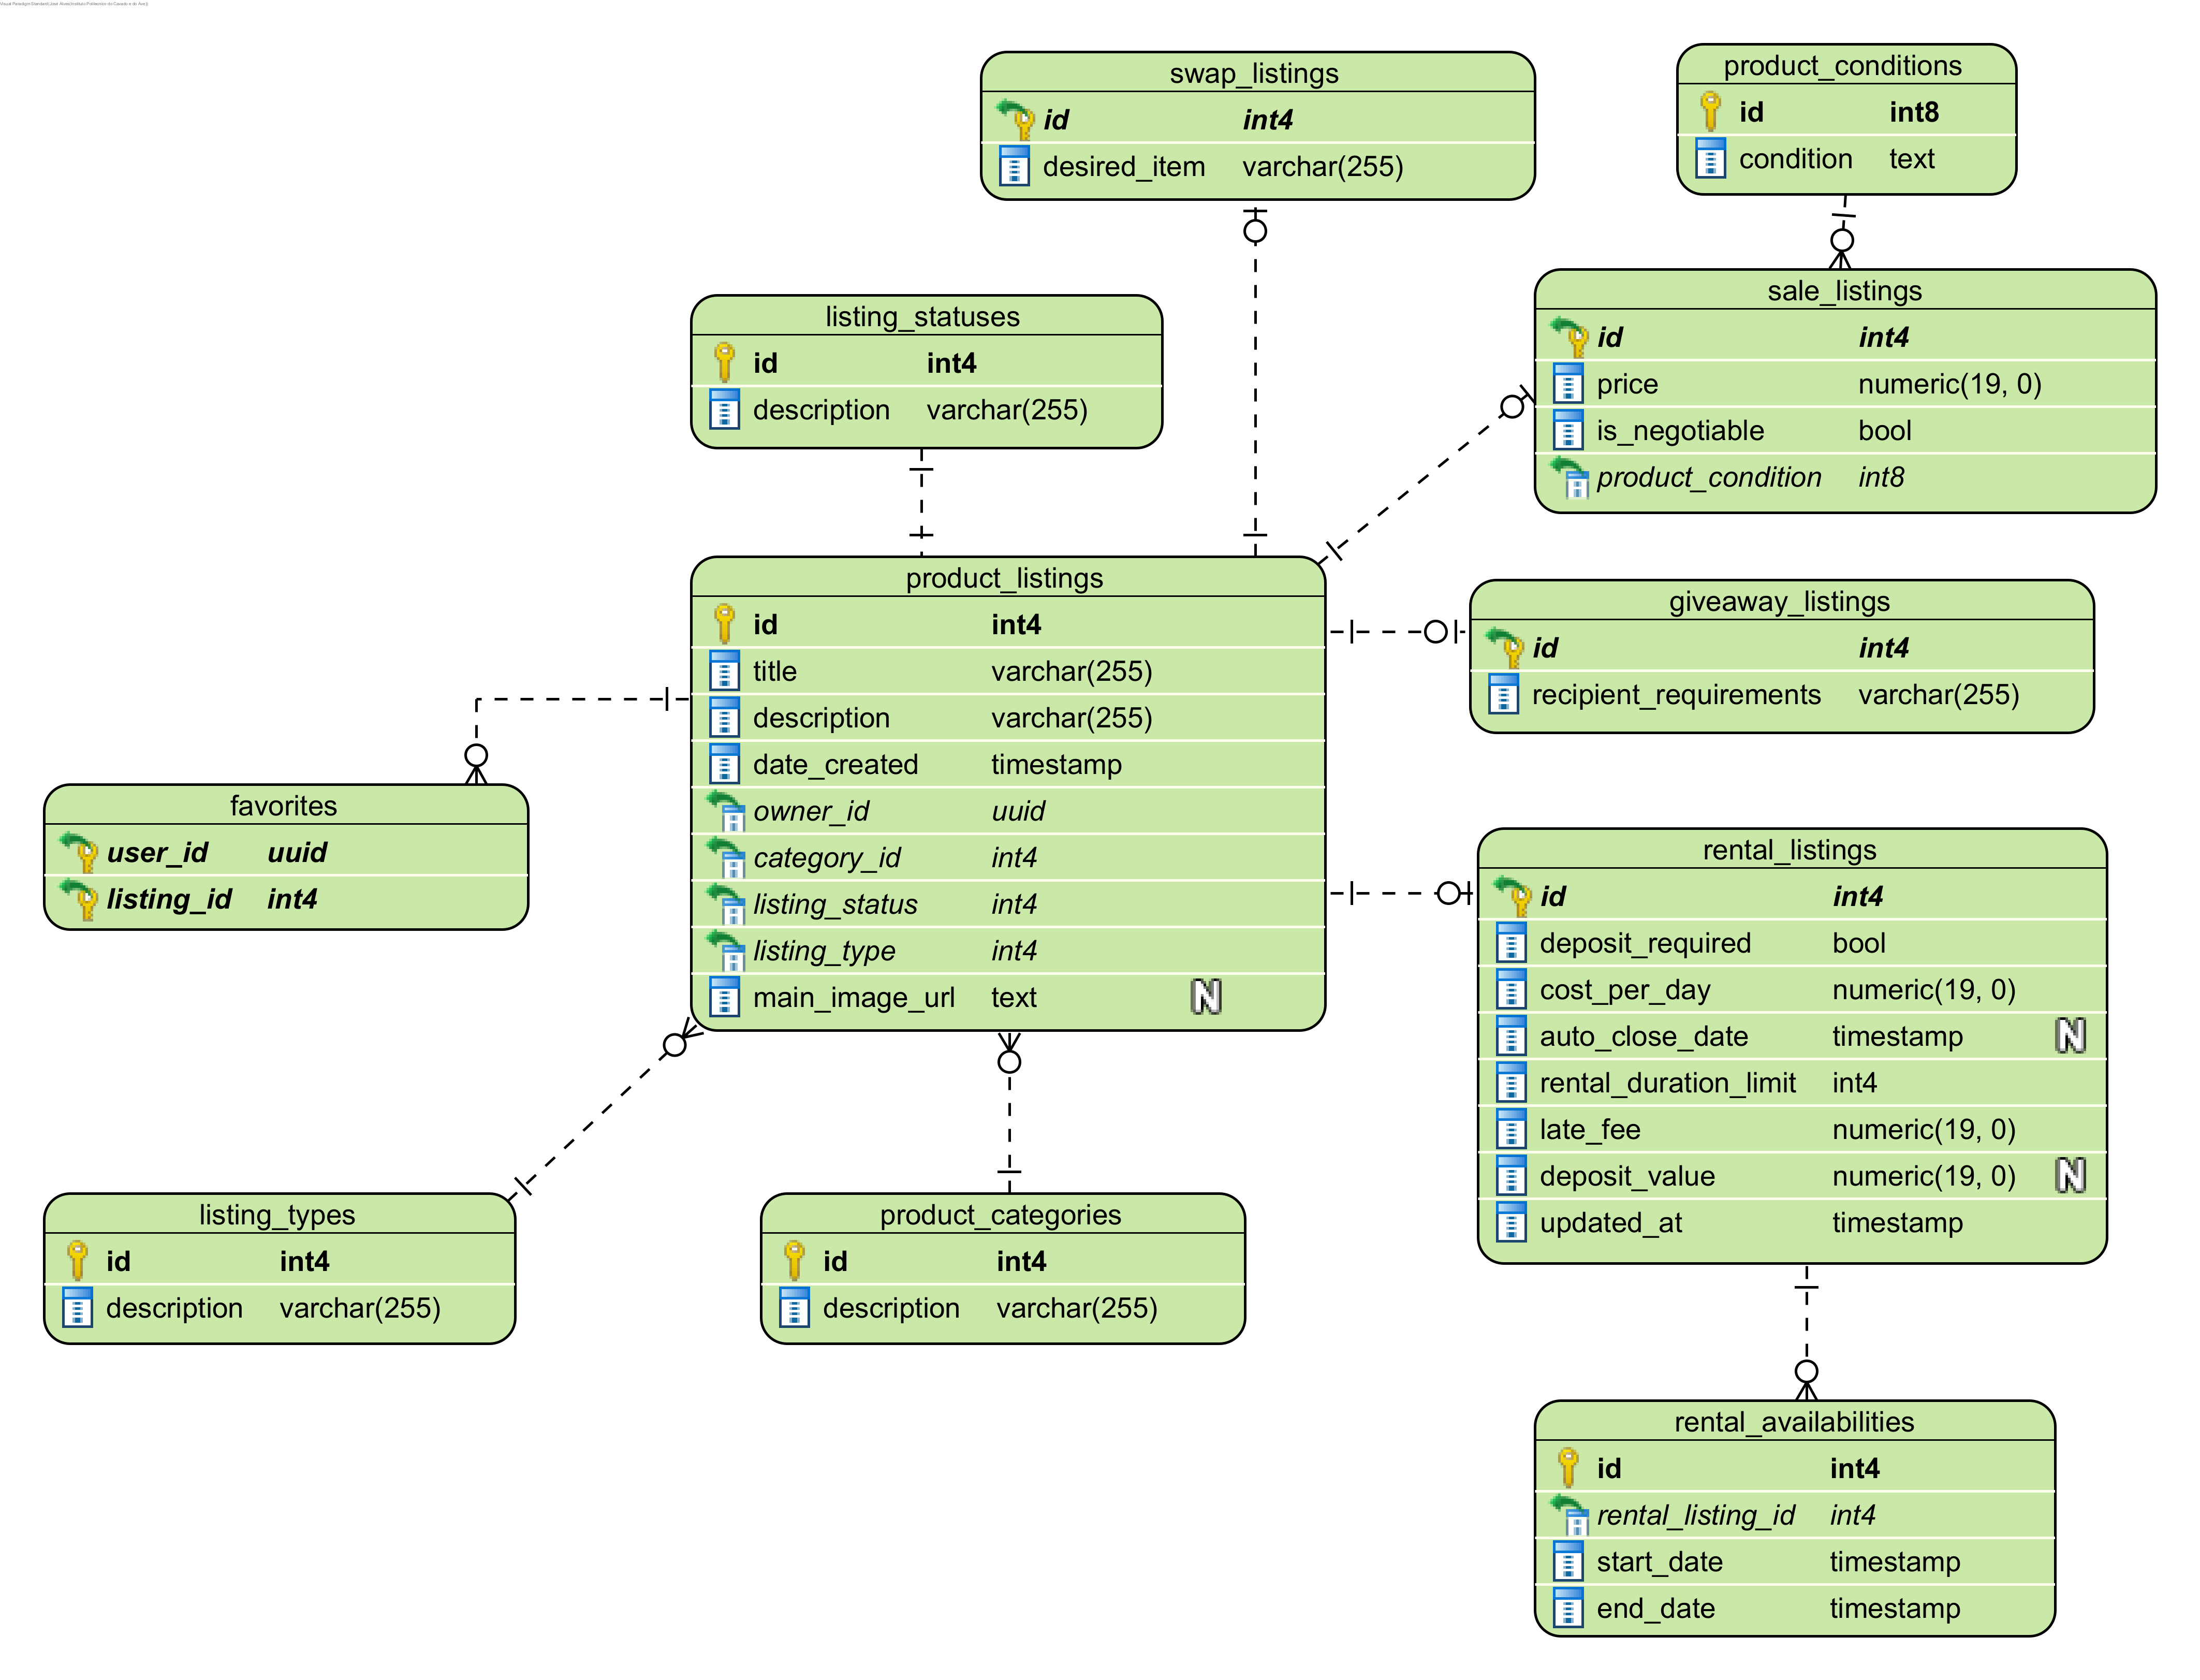 swap_listings
id int4
desired_item varchar(255)
product_conditions
id int8
condition text
listing_statuses
id int4
description varchar(255)
sale_listings
id int4
price numeric(19, 0)
is_negotiable bool
product_condition int8
product_listings
id int4
title varchar(255)
description varchar(255)
date_created timestamp
owner_id uuid
category_id int4
listing_status int4
listing_type int4
main_image_url text N
giveaway_listings
id int4
recipient_requirements varchar(255)
favorites
user_id uuid
listing_id int4
rental_listings
id int4
deposit_required bool
cost_per_day numeric(19, 0)
auto_close_date timestamp N
rental_duration_limit int4
late_fee numeric(19, 0)
deposit_value numeric(19, 0) N
updated_at timestamp
listing_types
id int4
description varchar(255)
product_categories
id int4
description varchar(255)
rental_availabilities
id int4
rental_listing_id int4
start_date timestamp
end_date timestamp